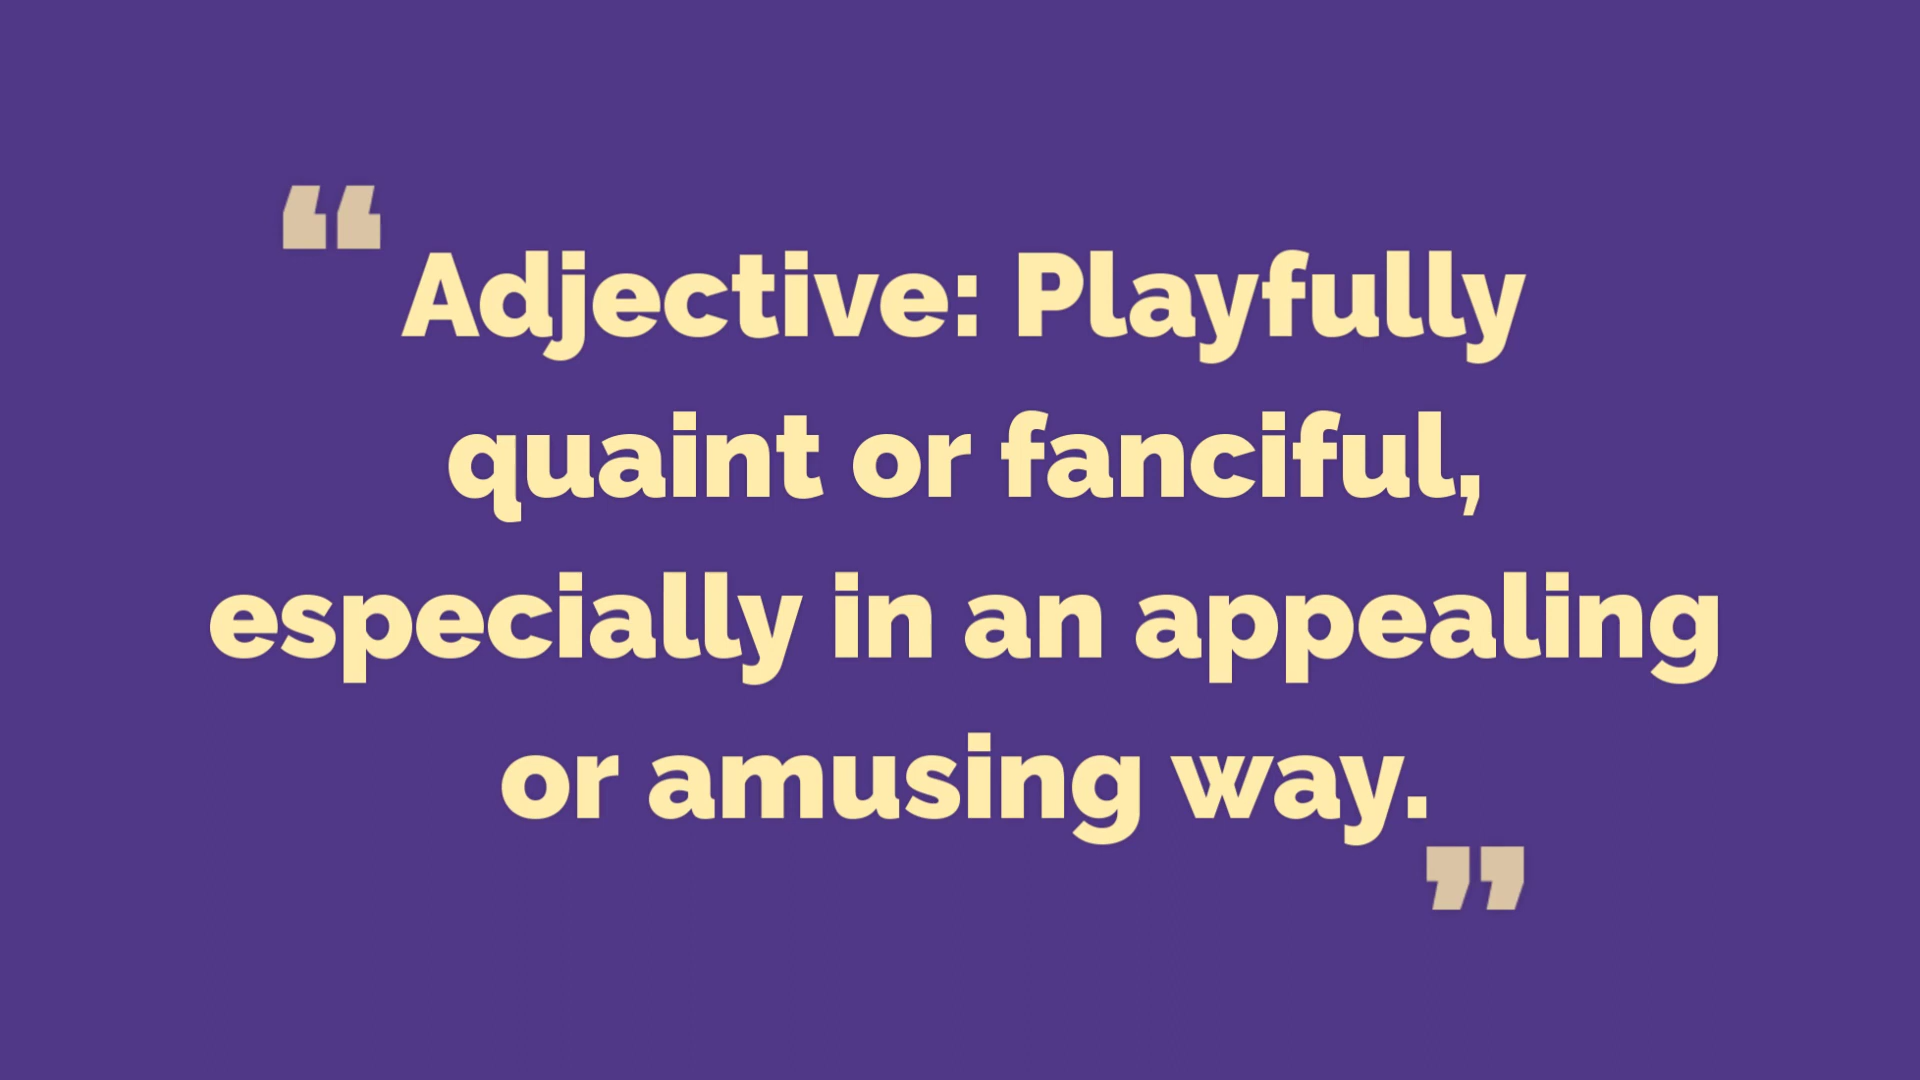 “Adjective: Playfully
quaint or fanciful,
especially in an appealing
or amusing way.”